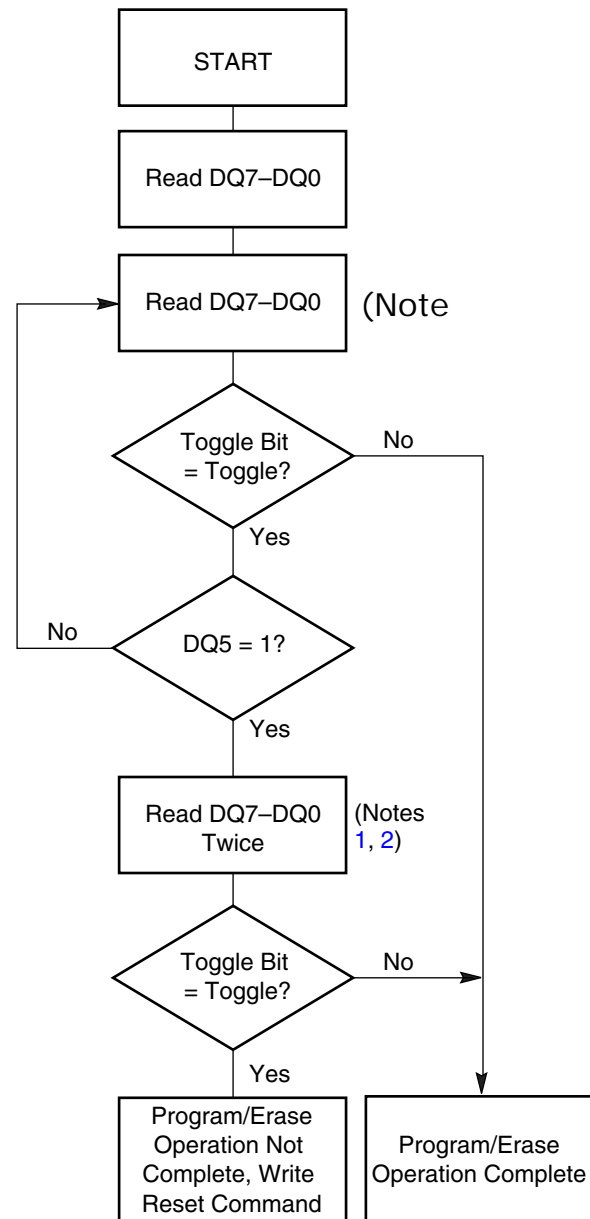 START
Read DQ7–DQ0
Read DQ7–DQ0
(Note
Toggle Bit
= Toggle?
No
Yes
No
DQ5 = 1?
Yes
Read DQ7–DQ0
Twice
(Notes
1, 2)
Toggle Bit
= Toggle?
No
Yes
Program/Erase
Operation Not
Complete, Write
Reset Command
Program/Erase
Operation Complete